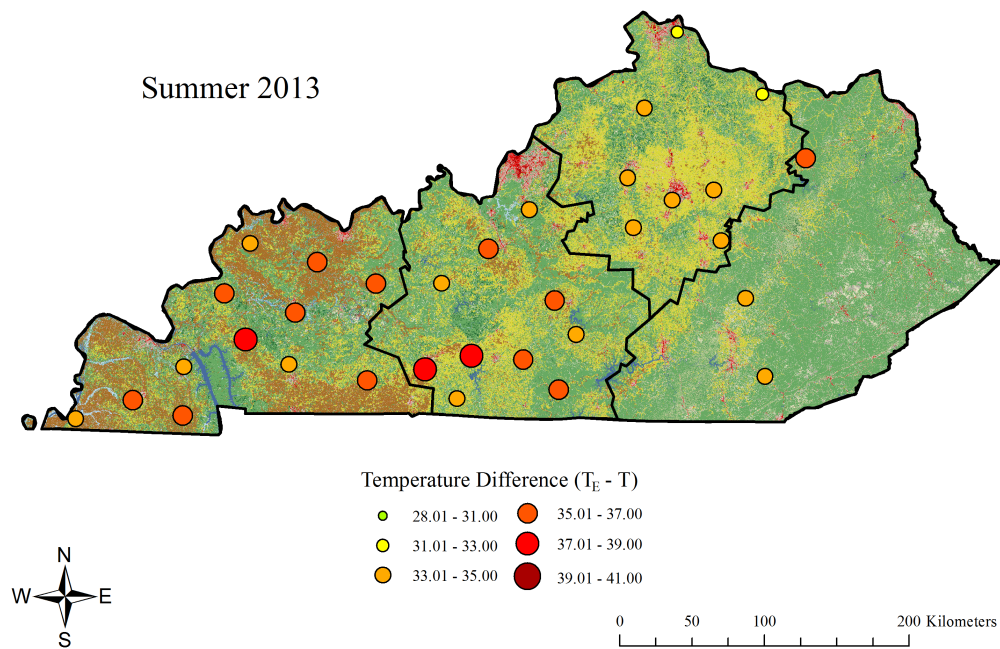 Summer 2013
Temperature Difference (TE - T)
28.01 - 31.00
31.01 - 33.00
33.01 - 35.00
35.01 - 37.00
37.01 - 39.00
39.01 - 41.00
N
W E
S
0 50 100 200 Kilometers